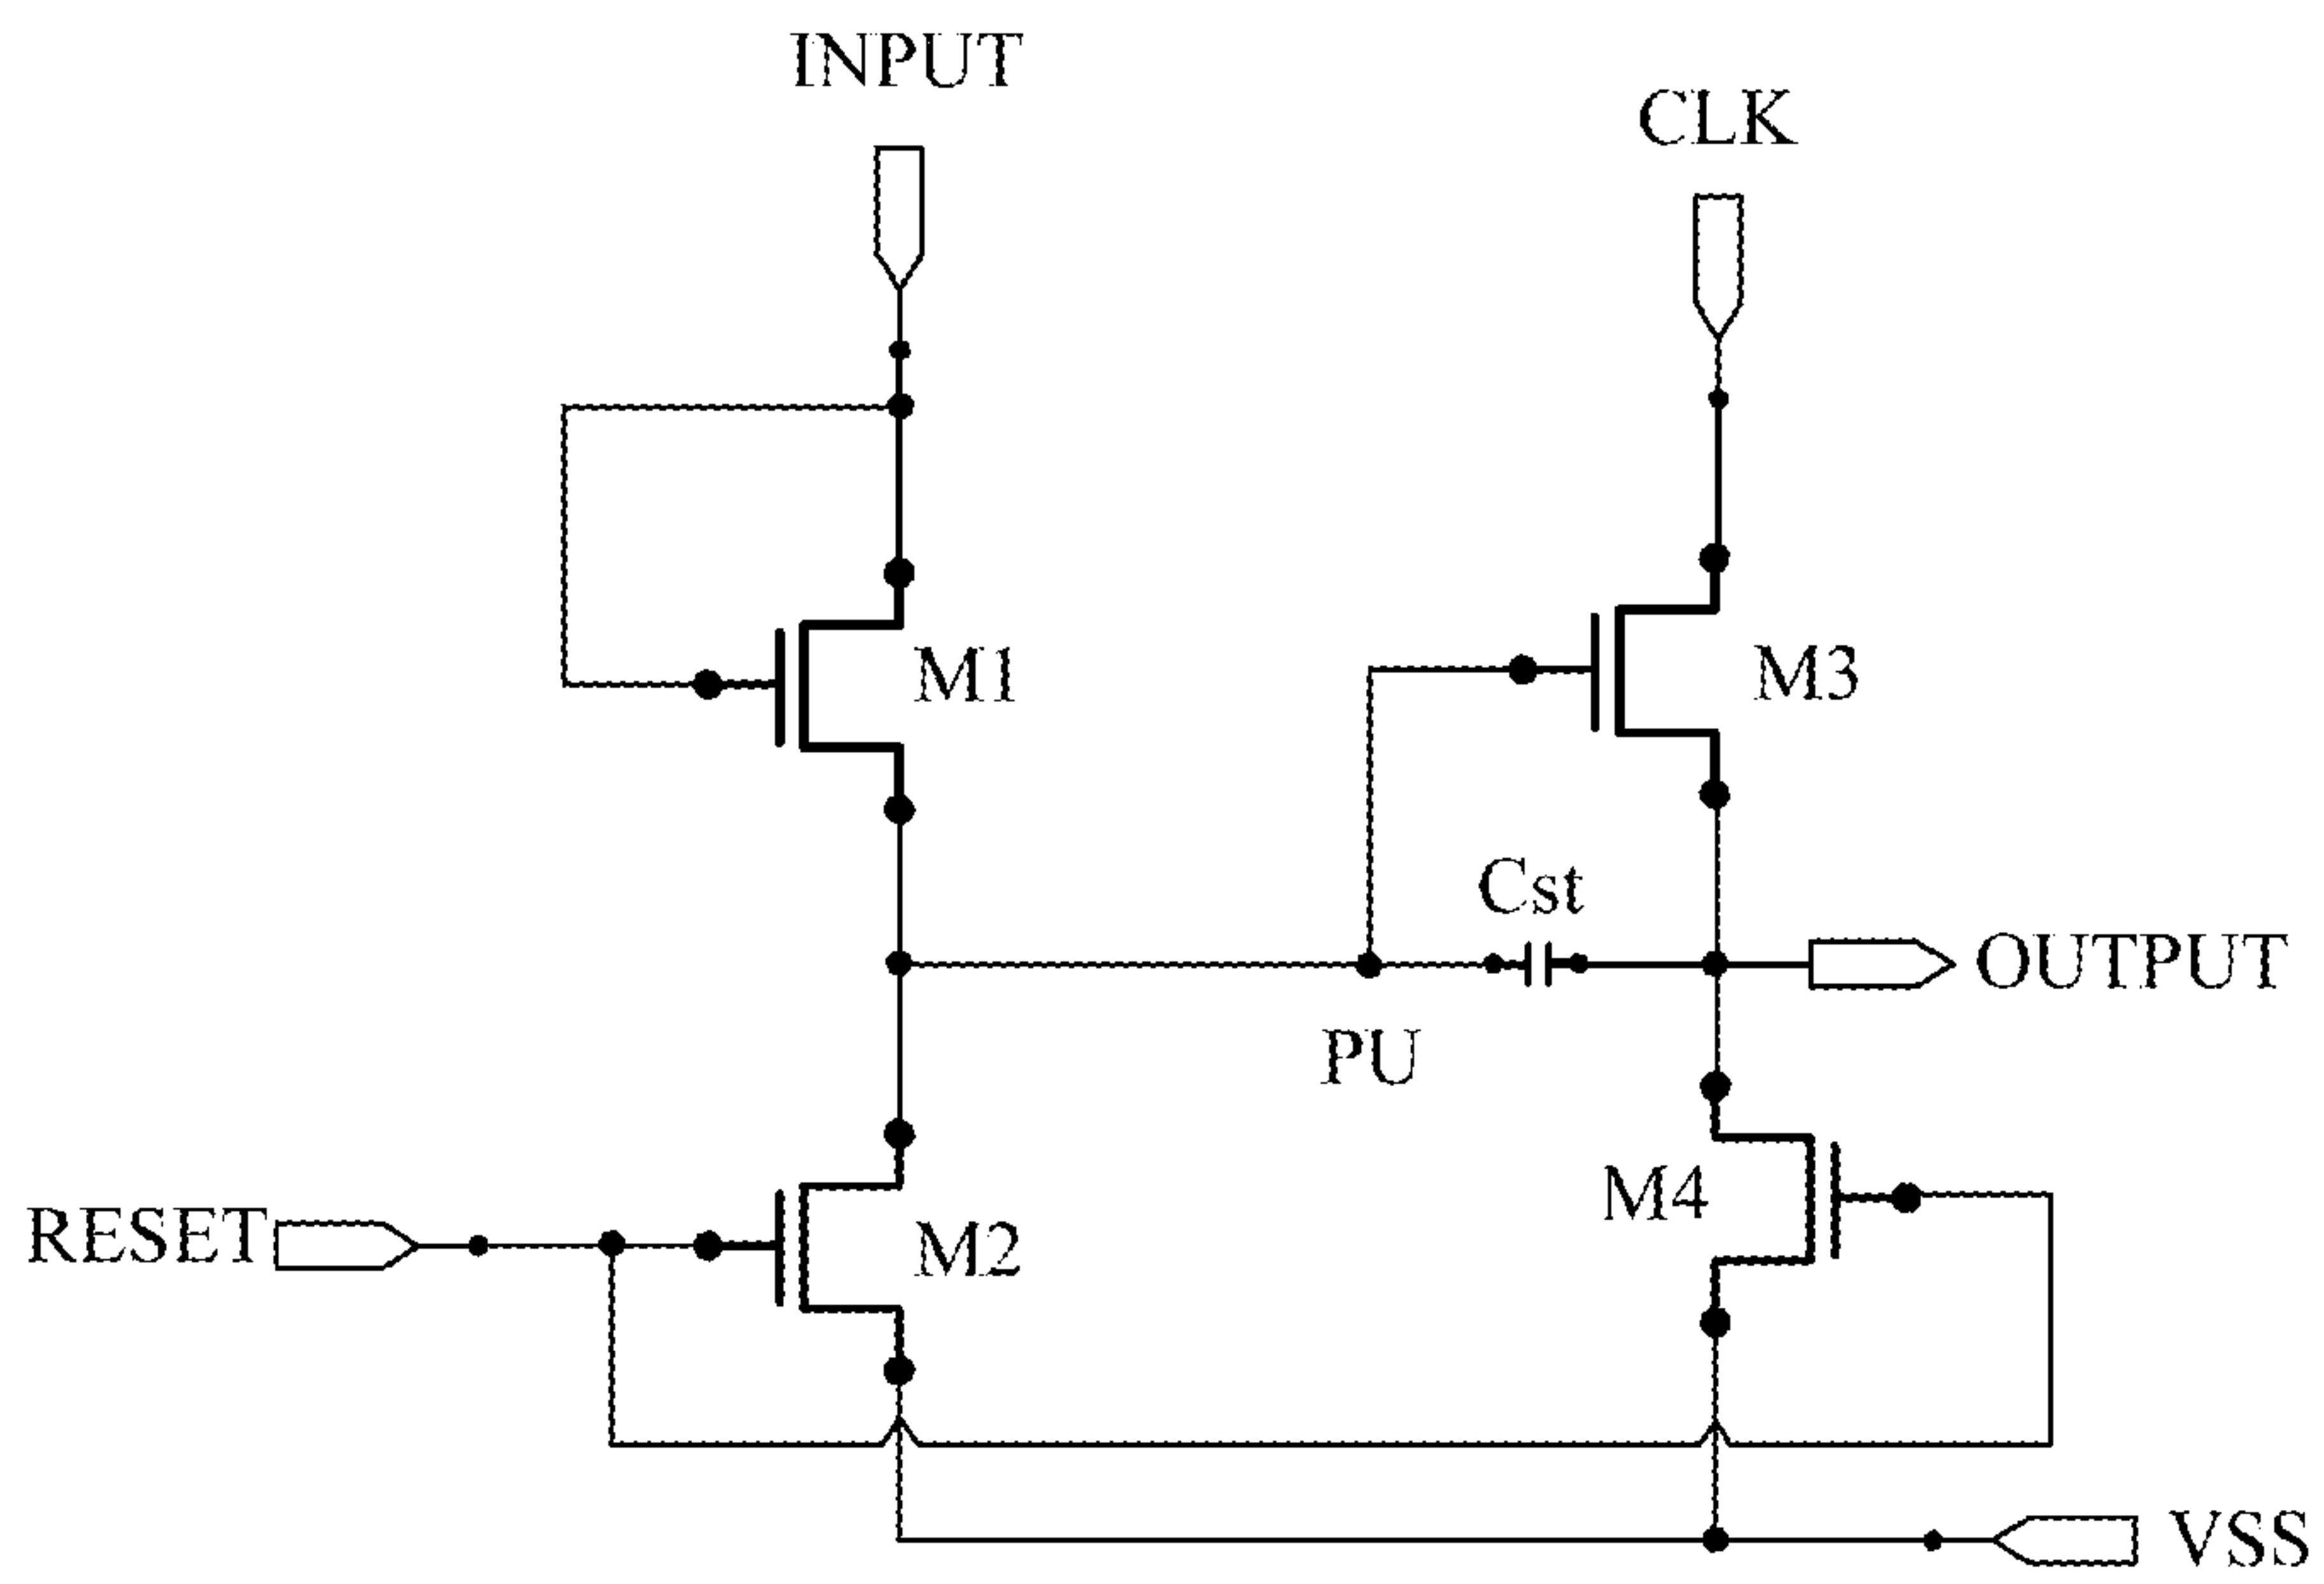 INPUT
CLK
M1
M3
Cst
OUTPUT
PU
M4
RESET
M2
VSS